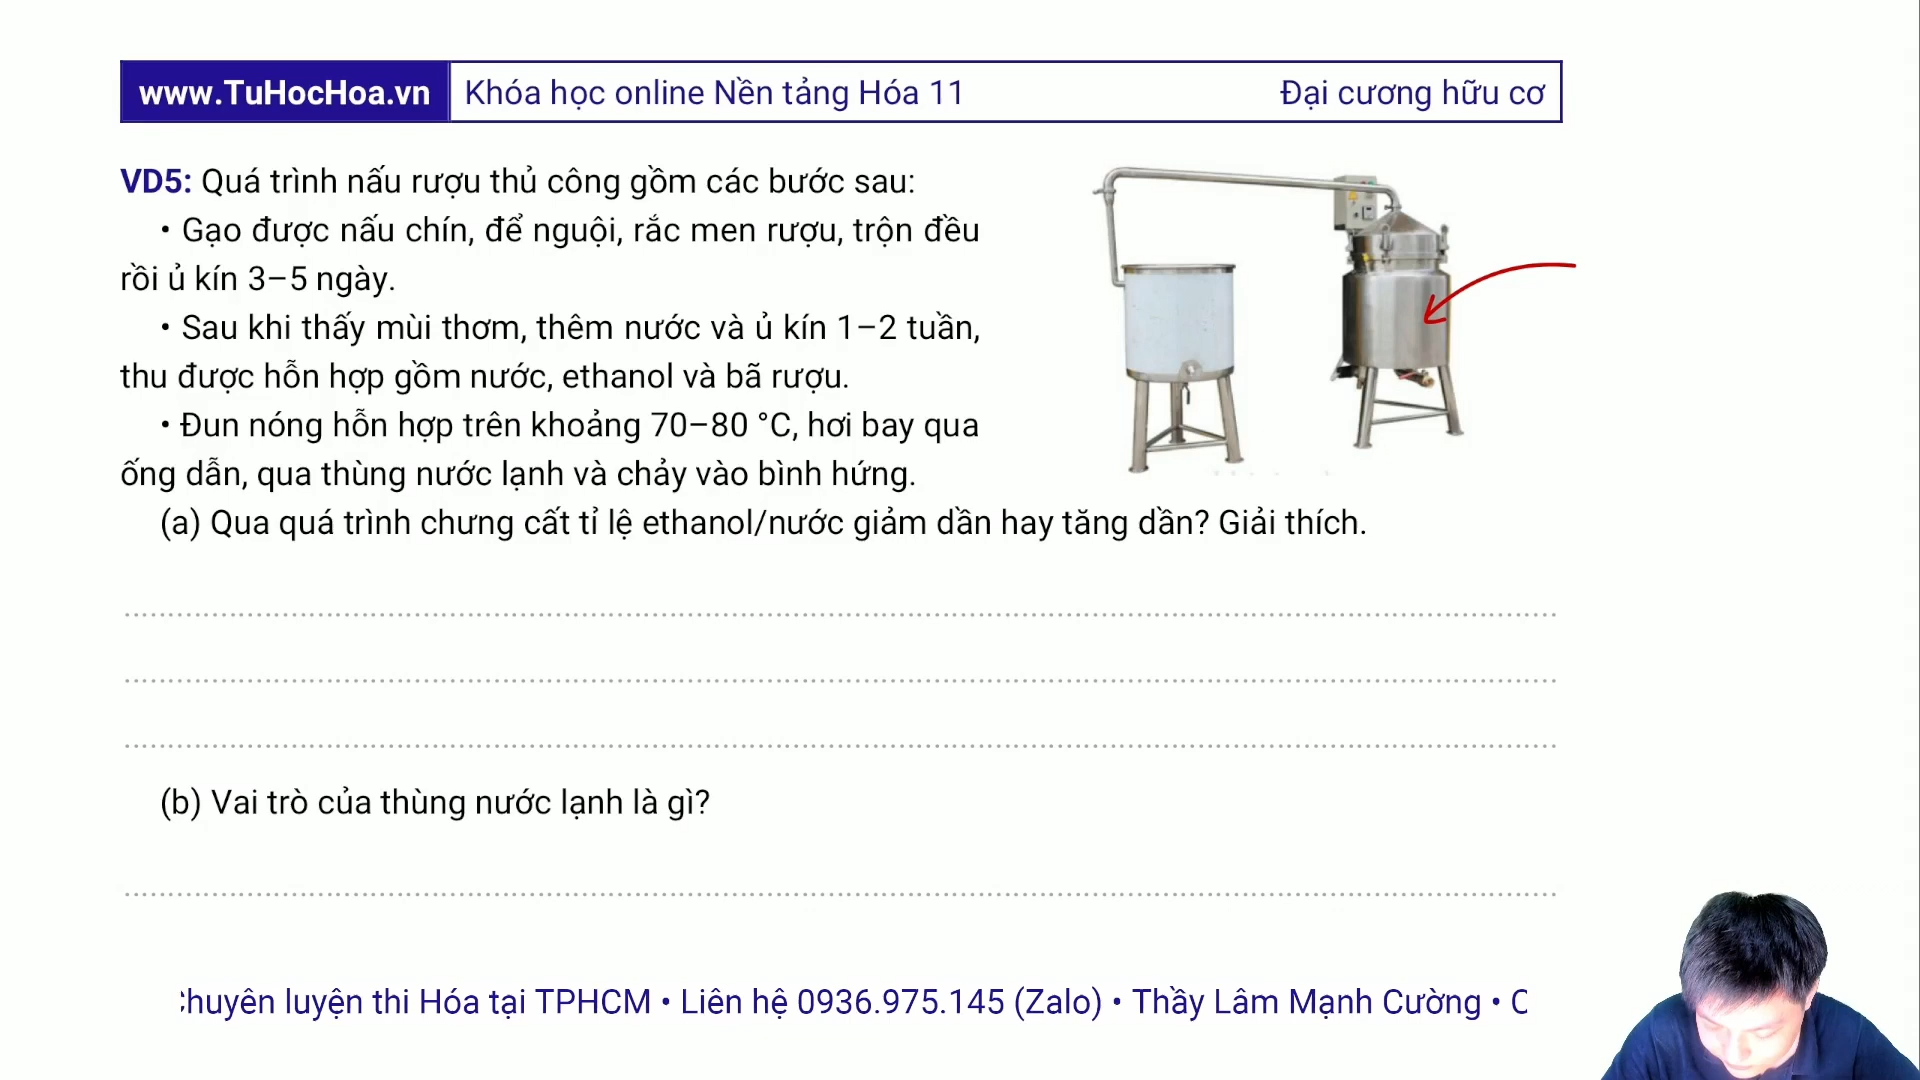 www.TuHocHoa.vn Khóa học online Nền tảng Hóa 11 Đại cương hữu cơ
VD5: Quá trình nấu rượu thủ công gồm các bước sau:
• Gạo được nấu chín, để nguội, rắc men rượu, trộn đều
rồi ủ kín 3–5 ngày.
• Sau khi thấy mùi thơm, thêm nước và ủ kín 1–2 tuần,
thu được hỗn hợp gồm nước, ethanol và bã rượu.
• Đun nóng hỗn hợp trên khoảng 70–80 °C, hơi bay qua
ống dẫn, qua thùng nước lạnh và chảy vào bình hứng.
(a) Qua quá trình chưng cất tỉ lệ ethanol/nước giảm dần hay tăng dần? Giải thích.
(b) Vai trò của thùng nước lạnh là gì?
chuyên luyện thi Hóa tại TPHCM • Liên hệ 0936.975.145 (Zalo) • Thầy Lâm Mạnh Cường • C